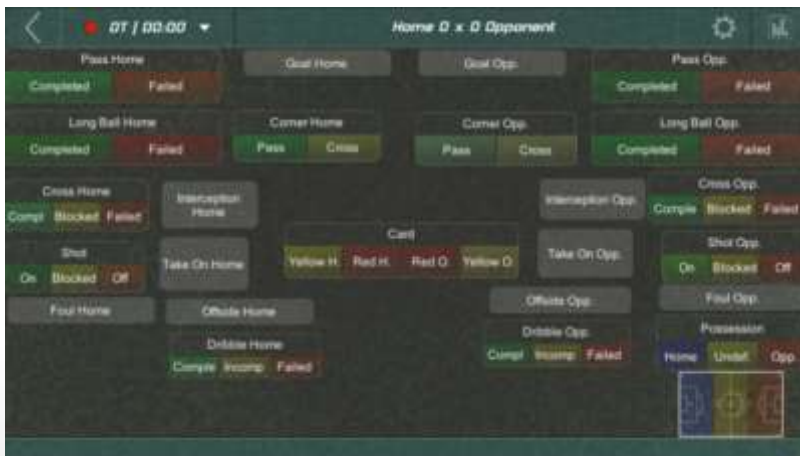 0T / 00:00
Home 0 x 0 Opponent
Pass Home
Completed Failed
Goal Home
Goal Opp.
Pass Opp.
Completed Failed
Long Ball Home
Completed Failed
Corner Home
Pass Cross
Corner Opp.
Pass Cross
Long Ball Opp.
Completed Failed
Cross Home
Compl Blocked Failed
Interception
Home
Interception Opp.
Cross Opp.
Comple Blocked Failed
Shot
On Blocked Off
Take On Home
Card
Yellow H. Red H. Red O. Yellow O.
Take On Opp.
Shot Opp.
On Blocked Off
Foul Home
Offside Home
Offside Opp.
Foul Opp.
Dribble Home
Comple Incomp Failed
Dribble Opp.
Compl Incomp Failed
Possession
Home Undef. Opp.